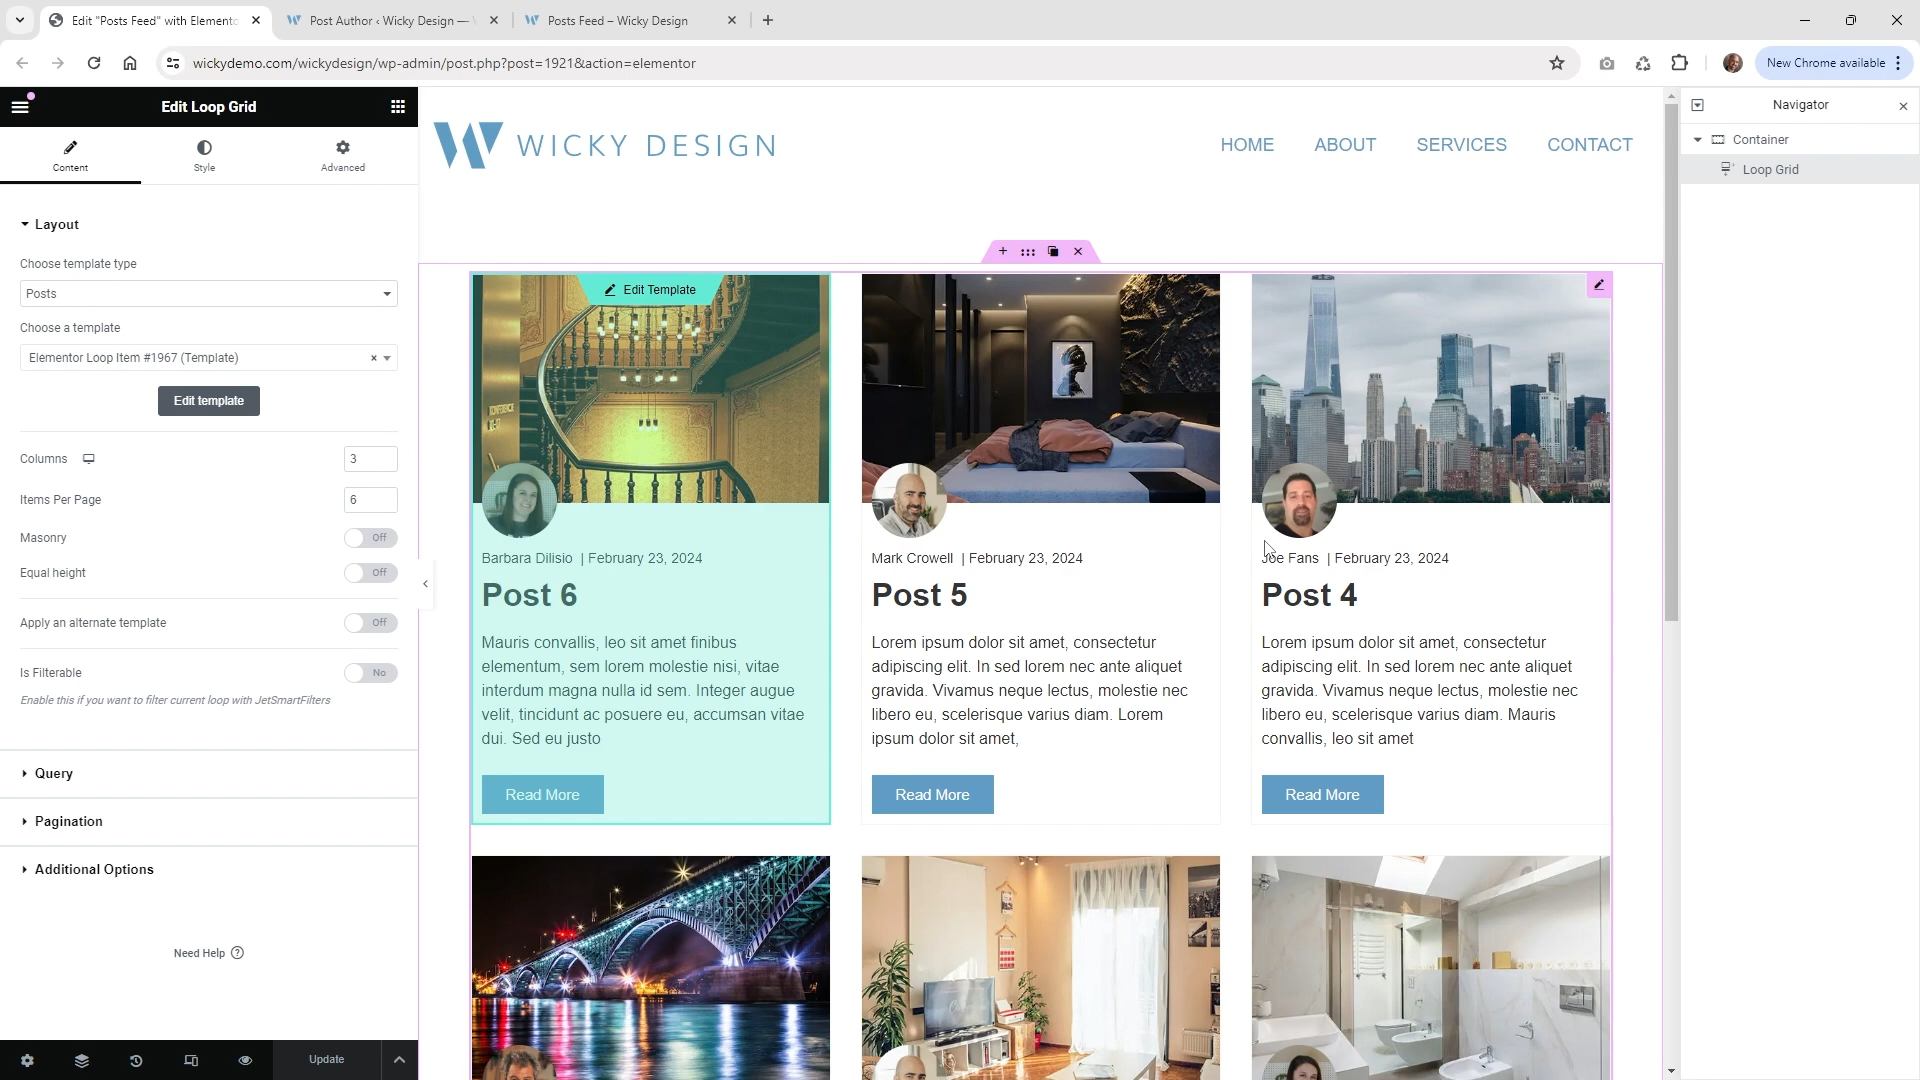 Edit "Posts Feed" with Elemento
Post Author ‹ Wicky Design —
Posts Feed – Wicky Design
wickydemo.com/wickydesign/wp-admin/post.php?post=1921&action=elementor
New Chrome available
Edit Loop Grid
Content
Style
Advanced
Layout
Choose template type
Posts
Choose a template
Elementor Loop Item #1967 (Template)
Edit template
Columns
3
Items Per Page
6
Masonry
Off
Equal height
Off
Apply an alternate template
Off
Is Filterable
No
Enable this if you want to filter current loop with JetSmartFilters
Query
Pagination
Additional Options
Need Help
Update
WICKY DESIGN
HOME
ABOUT
SERVICES
CONTACT
Edit Template
Barbara Dilisio | February 23, 2024
Post 6
Mauris convallis, leo sit amet finibus
elementum, sem lorem molestie nisi, vitae
interdum magna nulla id sem. Integer augue
velit, tincidunt ac posuere eu, accumsan vitae
dui. Sed eu justo
Read More
Mark Crowell | February 23, 2024
Post 5
Lorem ipsum dolor sit amet, consectetur
adipiscing elit. In sed lorem nec ante aliquet
gravida. Vivamus neque lectus, molestie nec
libero eu, scelerisque varius diam. Lorem
ipsum dolor sit amet,
Read More
Joe Fans | February 23, 2024
Post 4
Lorem ipsum dolor sit amet, consectetur
adipiscing elit. In sed lorem nec ante aliquet
gravida. Vivamus neque lectus, molestie nec
libero eu, scelerisque varius diam. Mauris
convallis, leo sit amet
Read More
Navigator
Container
Loop Grid